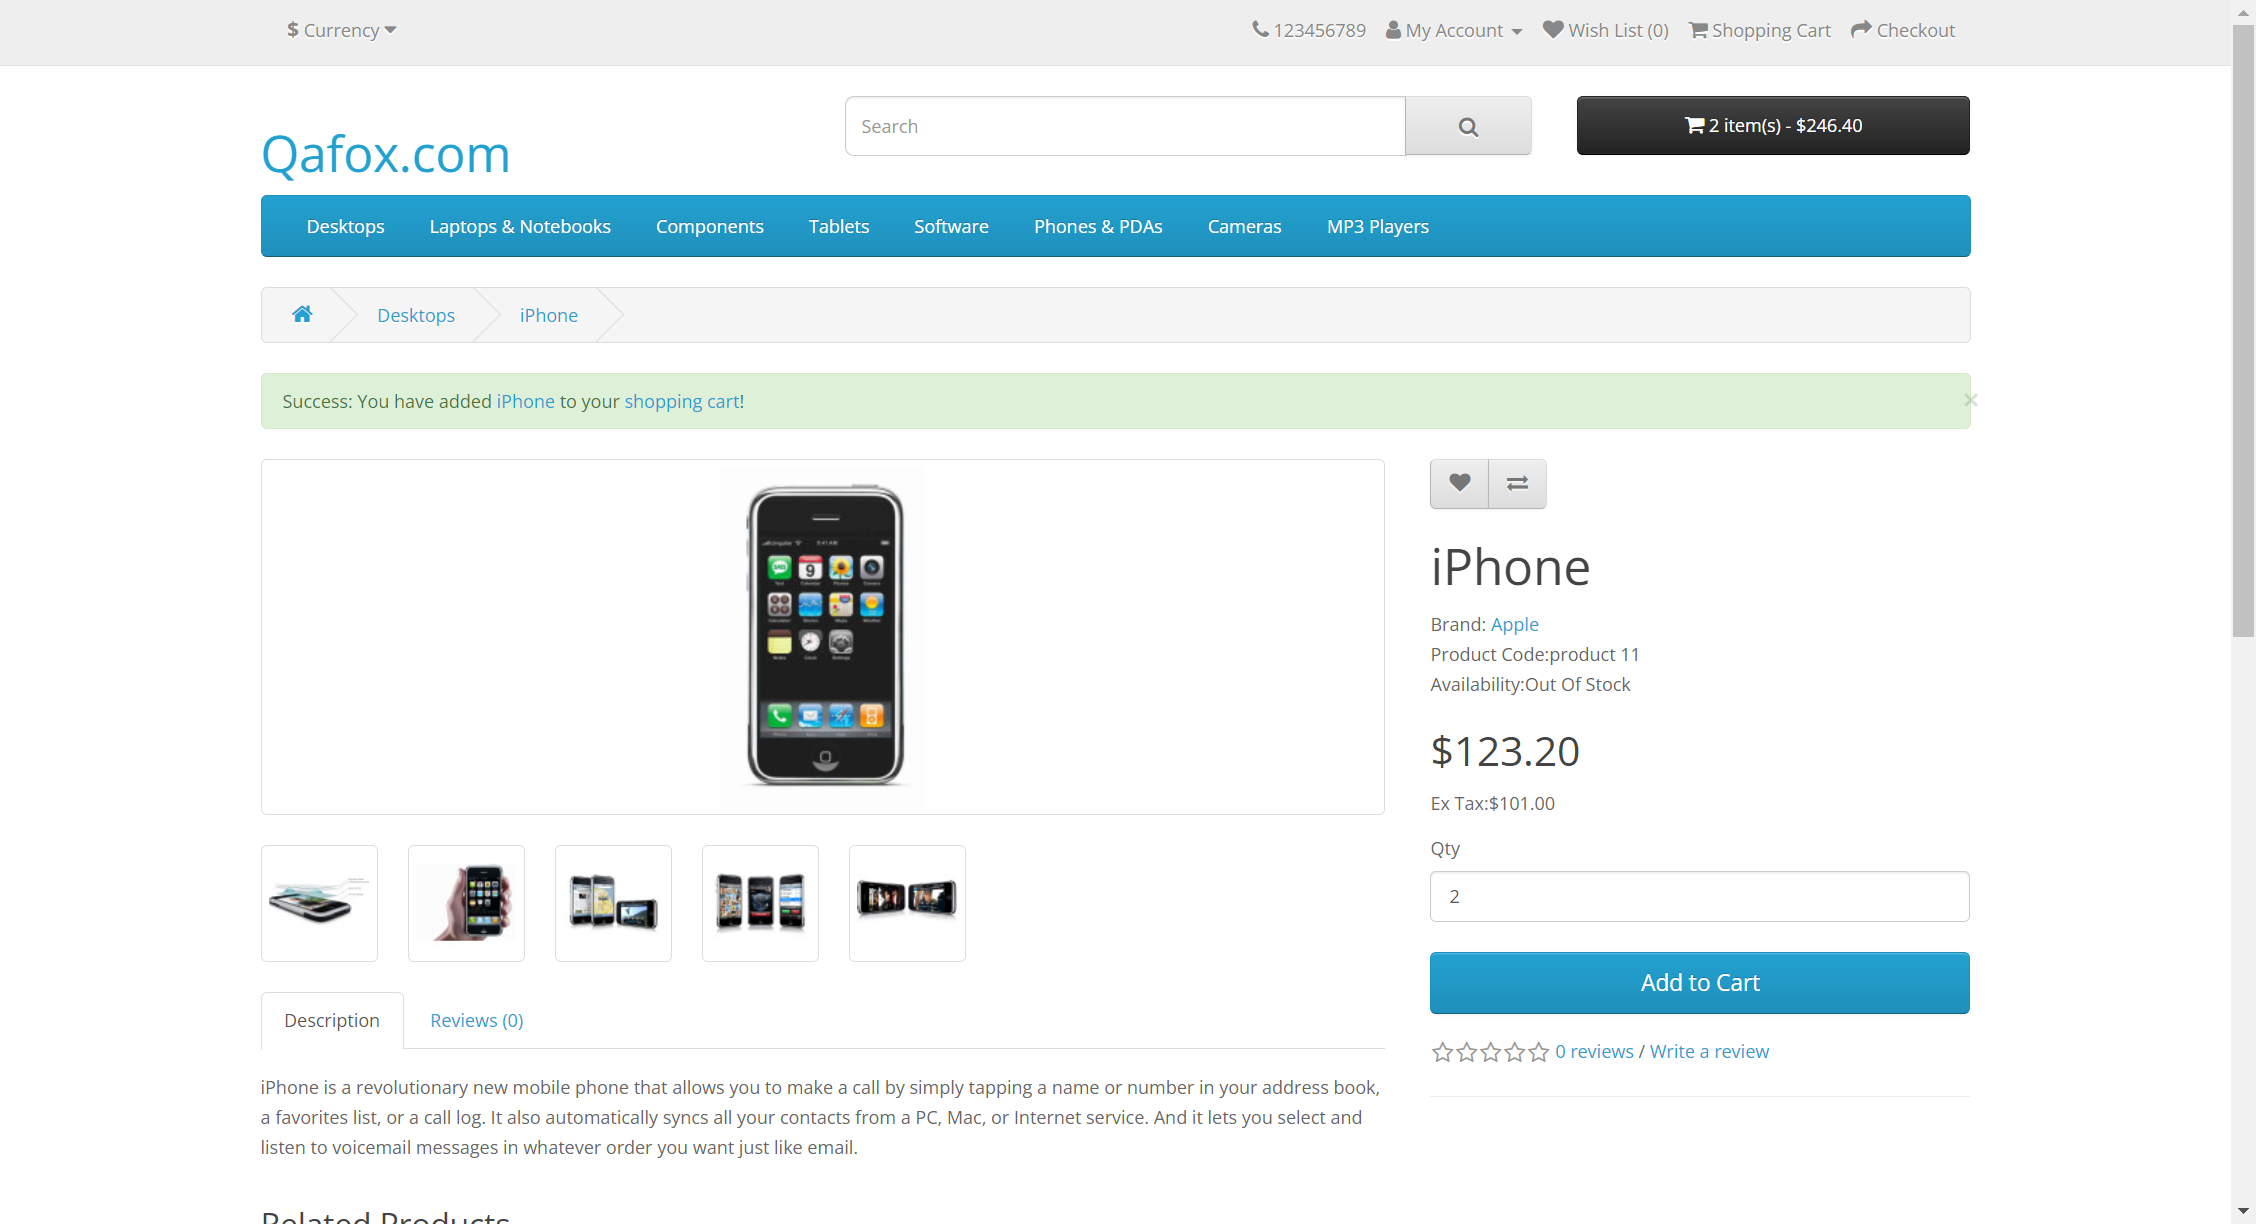 $ Currency
123456789 My Account Wish List (0) Shopping Cart Checkout
Qafox.com
Search
2 item(s) - $246.40
Desktops Laptops & Notebooks Components Tablets Software Phones & PDAs Cameras MP3 Players
Desktops iPhone
Success: You have added iPhone to your shopping cart!
×
iPhone
Brand: Apple
Product Code:product 11
Availability:Out Of Stock
$123.20
Ex Tax:$101.00
Qty
2
Add to Cart
0 reviews / Write a review
Description Reviews (0)
iPhone is a revolutionary new mobile phone that allows you to make a call by simply tapping a name or number in your address book,
a favorites list, or a call log. It also automatically syncs all your contacts from a PC, Mac, or Internet service. And it lets you select and
listen to voicemail messages in whatever order you want just like email.
Related Products